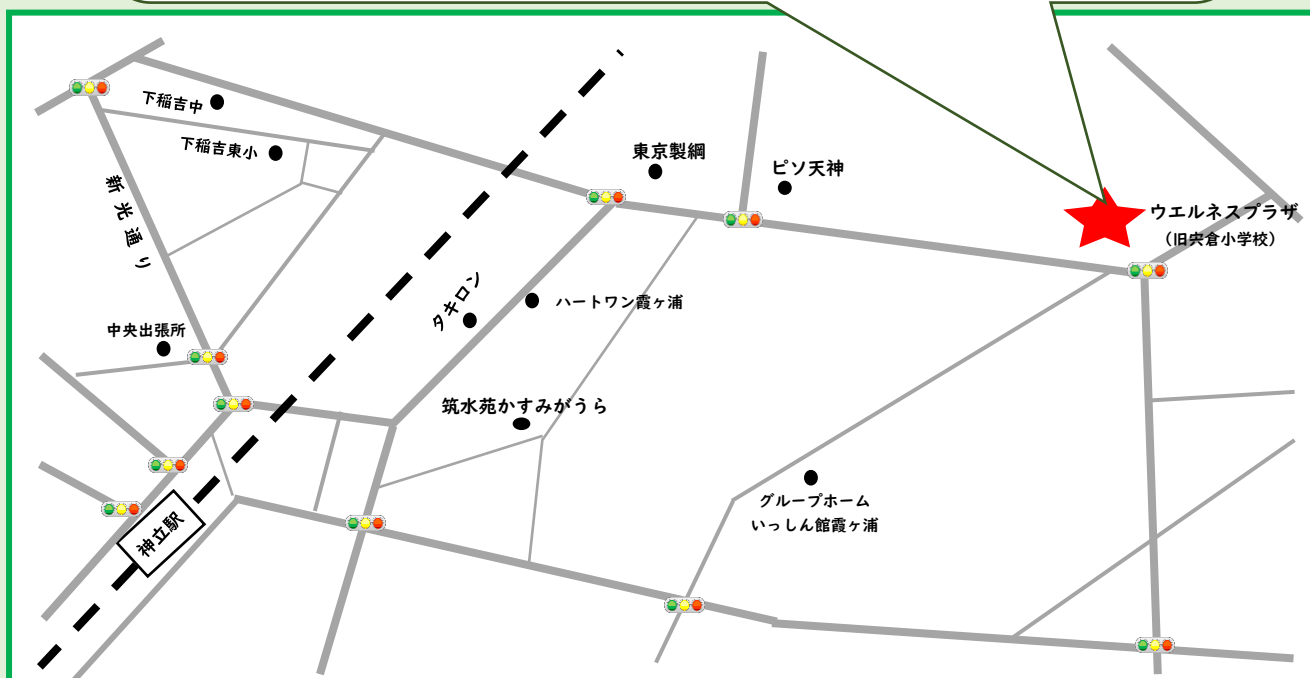 下稲吉中
下稲吉東小
新光通り
東京製綱
ピソ天神
ウエルネスプラザ
（旧宍倉小学校）
タキロン
ハートワン霞ヶ浦
中央出張所
筑水苑かすみがうら
グループホーム
いっしん館霞ヶ浦
神立駅